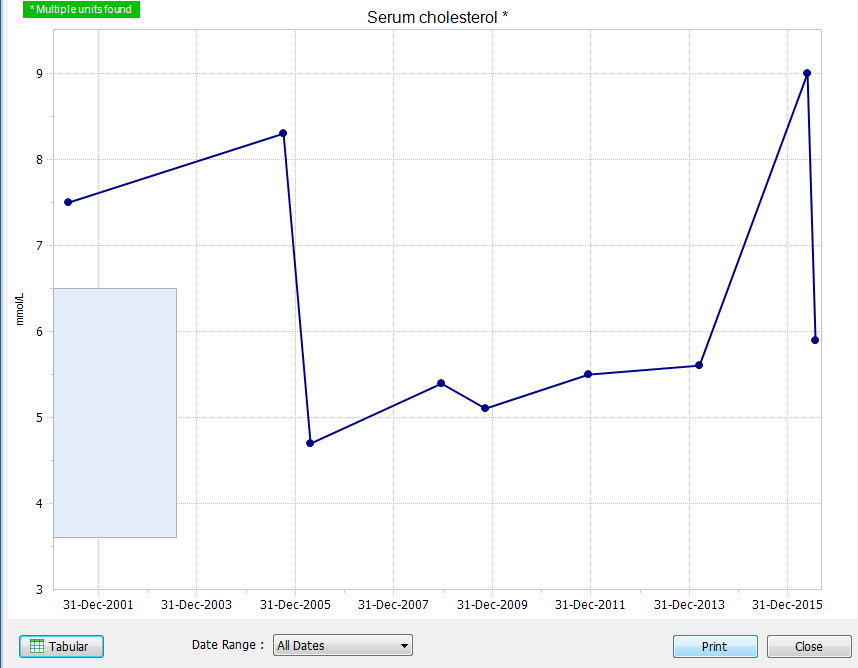 *Multiple units found
Serum cholesterol *
9
8
7
mmol/L
6
5
4
3
31-Dec-2001 31-Dec-2003 31-Dec-2005 31-Dec-2007 31-Dec-2009 31-Dec-2011 31-Dec-2013 31-Dec-2015
Tabular Date Range : All Dates Print Close